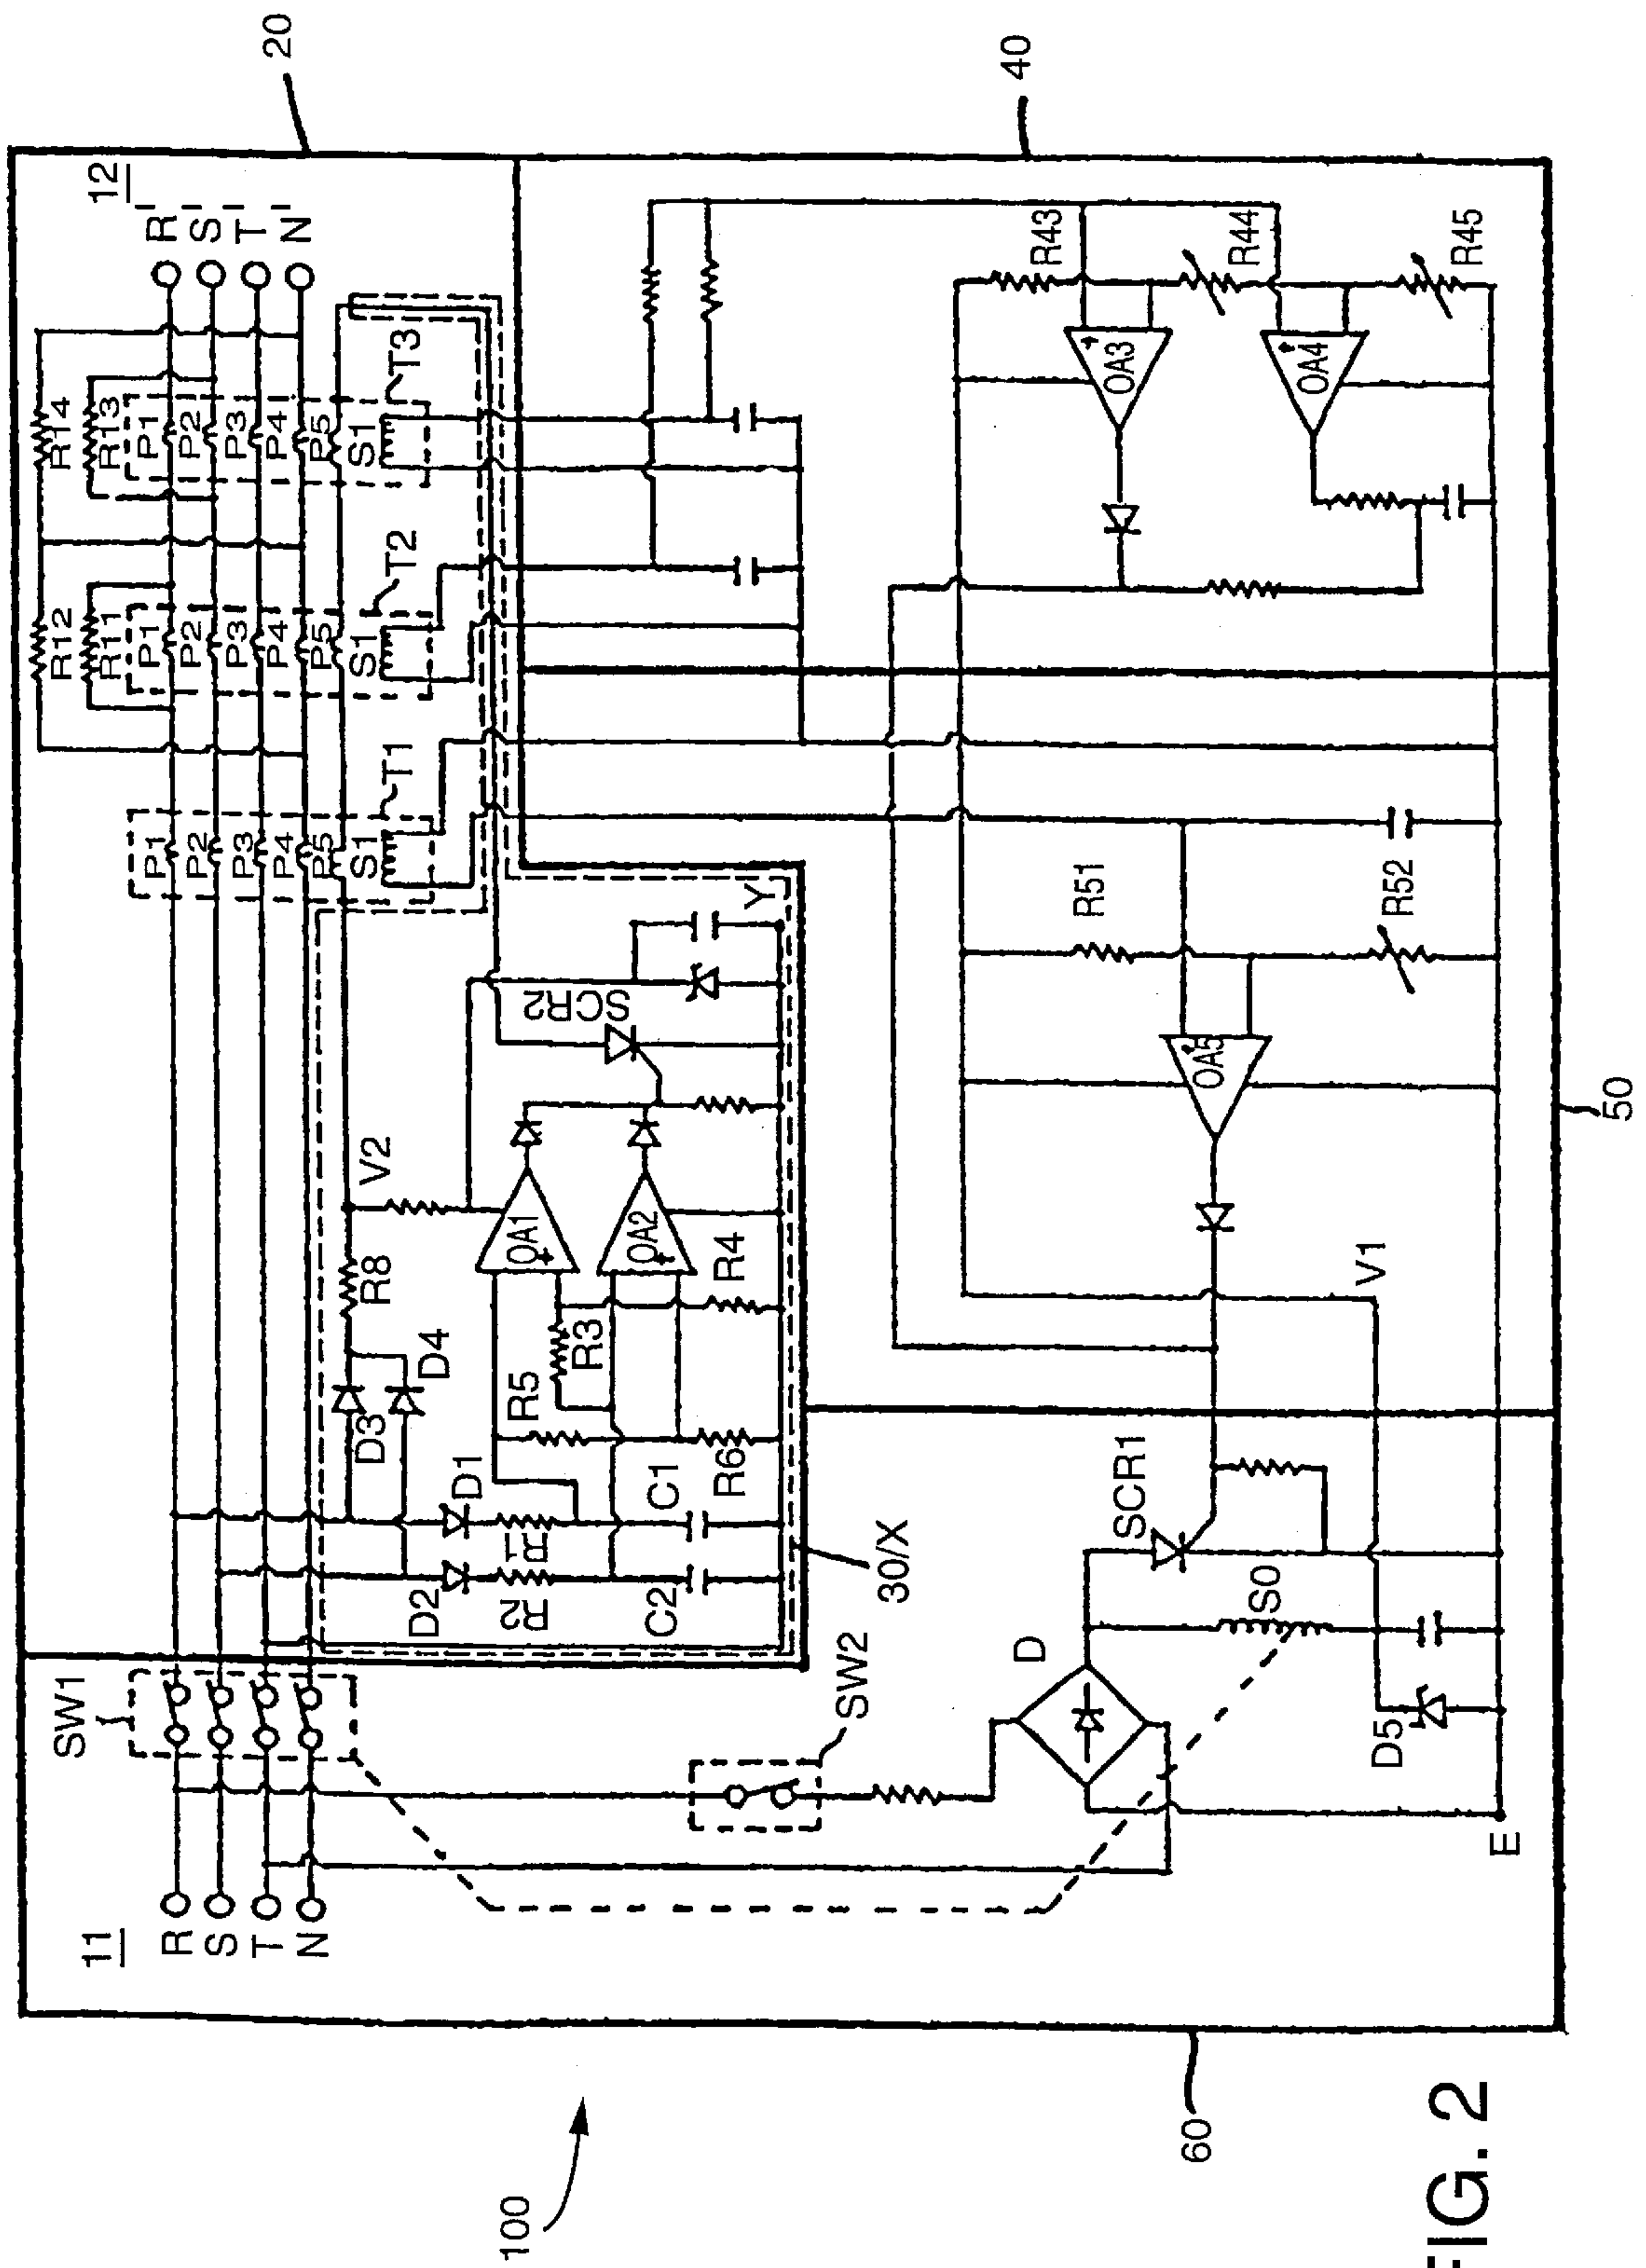 20
40
12
R'
S'
T'
N'
R14
R13
P1
P2
P3
P4
P5
S1
T3
R12
R11
P1
P2
P3
P4
P5
S1
T2
P1
P2
P3
P4
P5
S1
T1
R43
R44
R45
OA3
+
OA4
+
Y
SCR2
V2
R8
OA1
+
OA2
+
R4
R3
R5
R6
D4
D3
D1
R1
C1
D2
R2
C2
30/X
R51
R52
OA5
+
50
V1
SCR1
S0
D
D5
E
SW1
SW2
11
R
S
T
N
60
100
FIG. 2